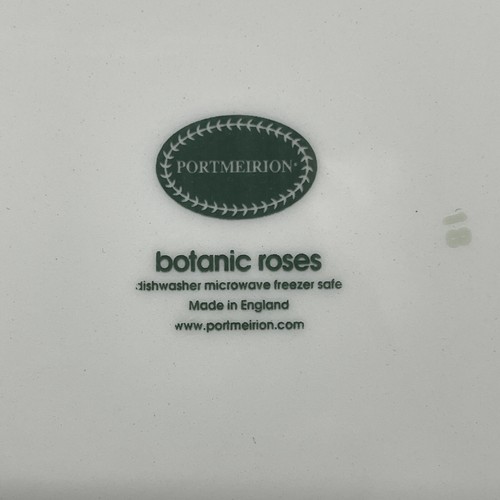 PORTMEIRION
botanic roses
dishwasher microwave freezer safe
Made in England
www.portmeirion.com